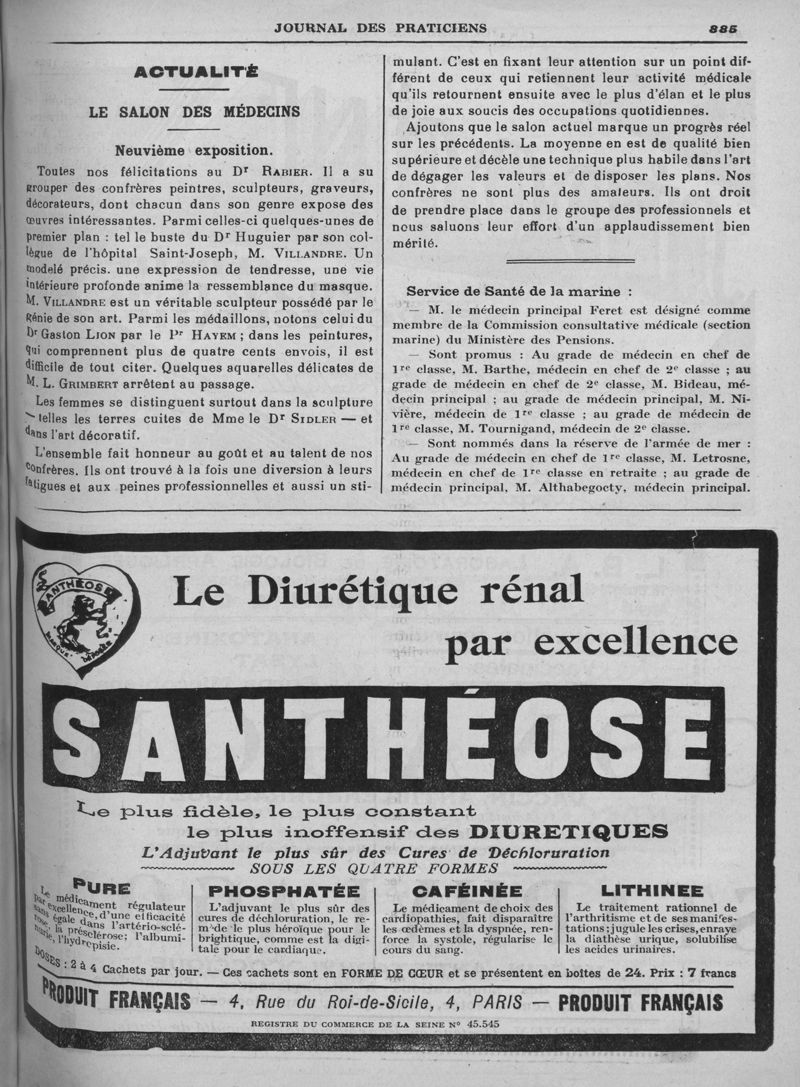 JOURNAL DES PRATICIENS 885
ACTUALITÉ
LE SALON DES MÉDECINS
Neuvième exposition.
Toutes nos félicitations au Dr RABIER. Il a su
grouper des confrères peintres, sculpteurs, graveurs,
décorateurs, dont chacun dans son genre expose des
œuvres intéressantes. Parmi celles-ci quelques-unes de
premier plan : tel le buste du Dr Huguier par son col-
lègue de l'hôpital Saint-Joseph, M. VILLANDRE. Un
modelé précis. une expression de tendresse, une vie
intérieure profonde anime la ressemblance du masque.
M. VILLANDRE est un véritable sculpteur possédé par le
génie de son art. Parmi les médaillons, notons celui du
Dr Gaston LION par le Pr HAYEM ; dans les peintures,
qui comprennent plus de quatre cents envois, il est
difficile de tout citer. Quelques aquarelles délicates de
M. L. GRIMBERT arrêtent au passage.
Les femmes se distinguent surtout dans la sculpture
— telles les terres cuites de Mme le Dr SIDLER — et
dans l'art décoratif.
L'ensemble fait honneur au goût et au talent de nos
confrères. Ils ont trouvé à la fois une diversion à leurs
fatigues et aux peines professionnelles et aussi un sti-
mulant. C'est en fixant leur attention sur un point dif-
férent de ceux qui retiennent leur activité médicale
qu'ils retournent ensuite avec le plus d'élan et le plus
de joie aux soucis des occupations quotidiennes.
Ajoutons que le salon actuel marque un progrès réel
sur les précédents. La moyenne en est de qualité bien
supérieure et décèle une technique plus habile dans l'art
de dégager les valeurs et de disposer les plans. Nos
confrères ne sont plus des amateurs. Ils ont droit
de prendre place dans le groupe des professionnels et
nous saluons leur effort d'un applaudissement bien
mérité.
Service de Santé de la marine :
— M. le médecin principal Feret est désigné comme
membre de la Commission consultative médicale (section
marine) du Ministère des Pensions.
— Sont promus : Au grade de médecin en chef de
1re classe, M. Barthe, médecin en chef de 2e classe ; au
grade de médecin en chef de 2e classe, M. Bideau, mé-
decin principal ; au grade de médecin principal, M. Ni-
vière, médecin de 1re classe ; au grade de médecin de
1re classe, M. Tournigand, médecin de 2e classe.
— Sont nommés dans la réserve de l'armée de mer :
Au grade de médecin en chef de 1re classe, M. Letrosne,
médecin en chef de 1re classe en retraite ; au grade de
médecin principal, M. Althabegocty, médecin principal.
SANTHÉOSE
MARQUE DÉPOSÉE
Le Diurétique rénal
par excellence
SANTHÉOSE
Le plus fidèle, le plus constant
le plus inoffensif des DIURETIQUES
L'Adjuvant le plus sûr des Cures de Déchloruration
SOUS LES QUATRE FORMES
PURE
Le médicament régulateur
par excellence, d'une efficacité
sans égale dans l'artério-sclé-
rose, la présclérose; l'albumi-
nurie, l'hydropisie.
PHOSPHATÉE
L'adjuvant le plus sûr des
cures de déchloruration, le re-
mède le plus héroïque pour le
brightique, comme est la digi-
tale pour le cardiaque.
CAFÉINÉE
Le médicament de choix des
cardiopathies, fait disparaître
les œdèmes et la dyspnée, ren-
force la systole, régularise le
cours du sang.
LITHINEE
Le traitement rationnel de
l'arthritisme et de ses manifes-
tations ; jugule les crises, enraye
la diathèse urique, solubilise
les acides urinaires.
DOSES : 2 à 4 Cachets par jour. — Ces cachets sont en FORME DE CŒUR et se présentent en boîtes de 24. Prix : 7 francs
PRODUIT FRANÇAIS — 4, Rue du Roi-de-Sicile, 4, PARIS — PRODUIT FRANÇAIS
REGISTRE DU COMMERCE DE LA SEINE No 45.545